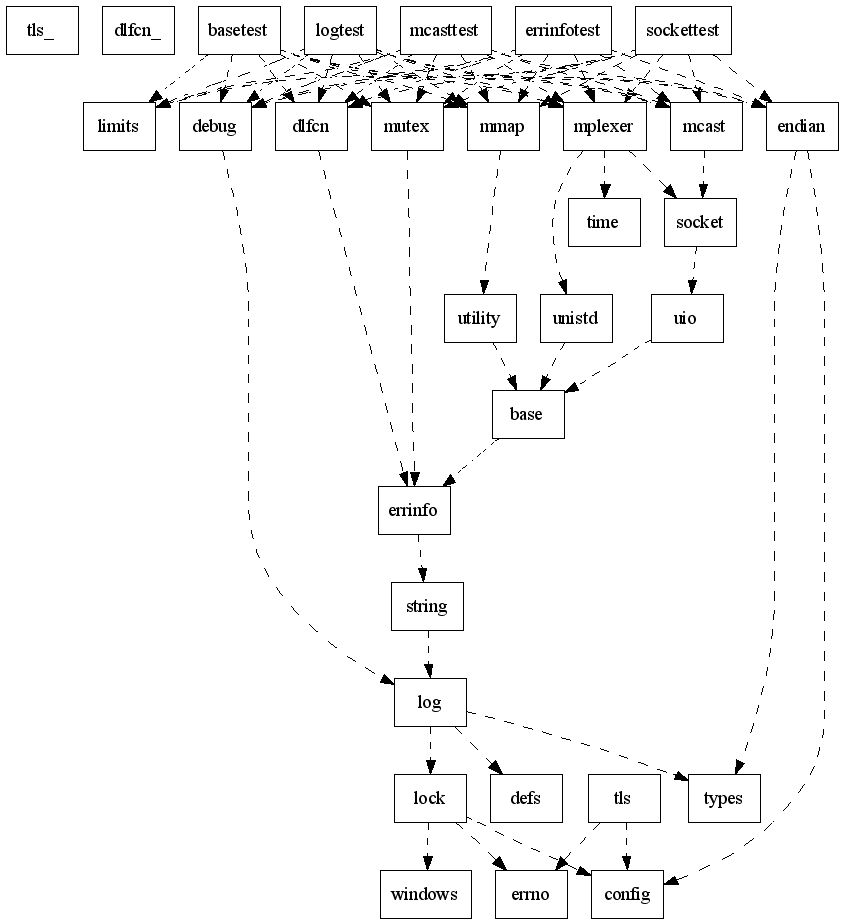 tls_
dlfcn_
basetest
logtest
mcasttest
errinfotest
sockettest
limits
debug
dlfcn
mutex
mmap
mplexer
mcast
endian
time
socket
utility
unistd
uio
base
errinfo
string
log
lock
defs
tls
types
windows
errno
config